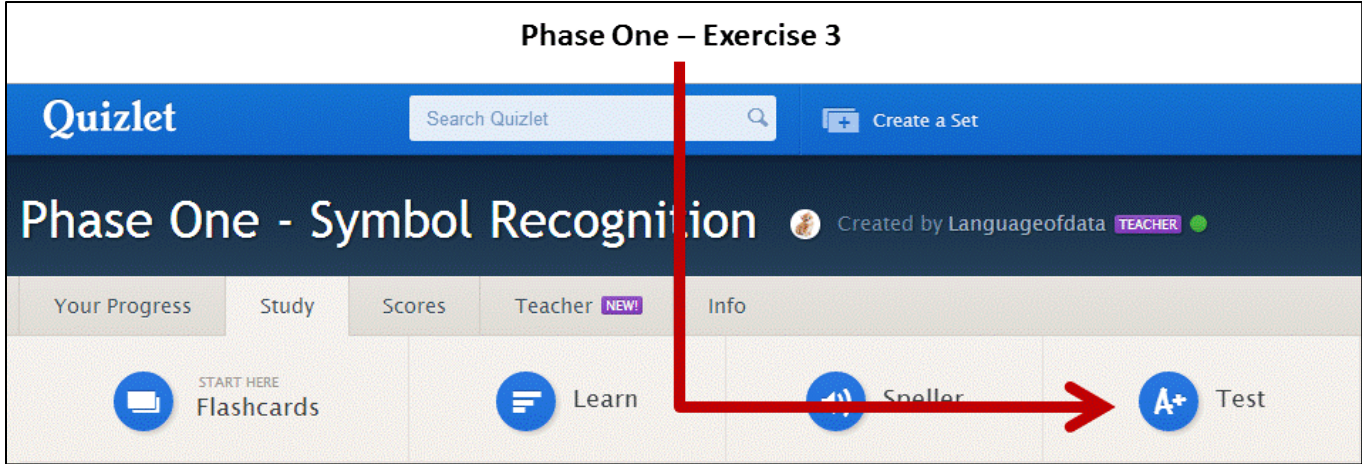 Phase One – Exercise 3
Quizlet
Search Quizlet
Create a Set
Phase One - Symbol Recognition
Created by Languageofdata TEACHER
Your Progress
Study
Scores
Teacher NEW!
Info
START HERE
Flashcards
Learn
Speller
A+
Test